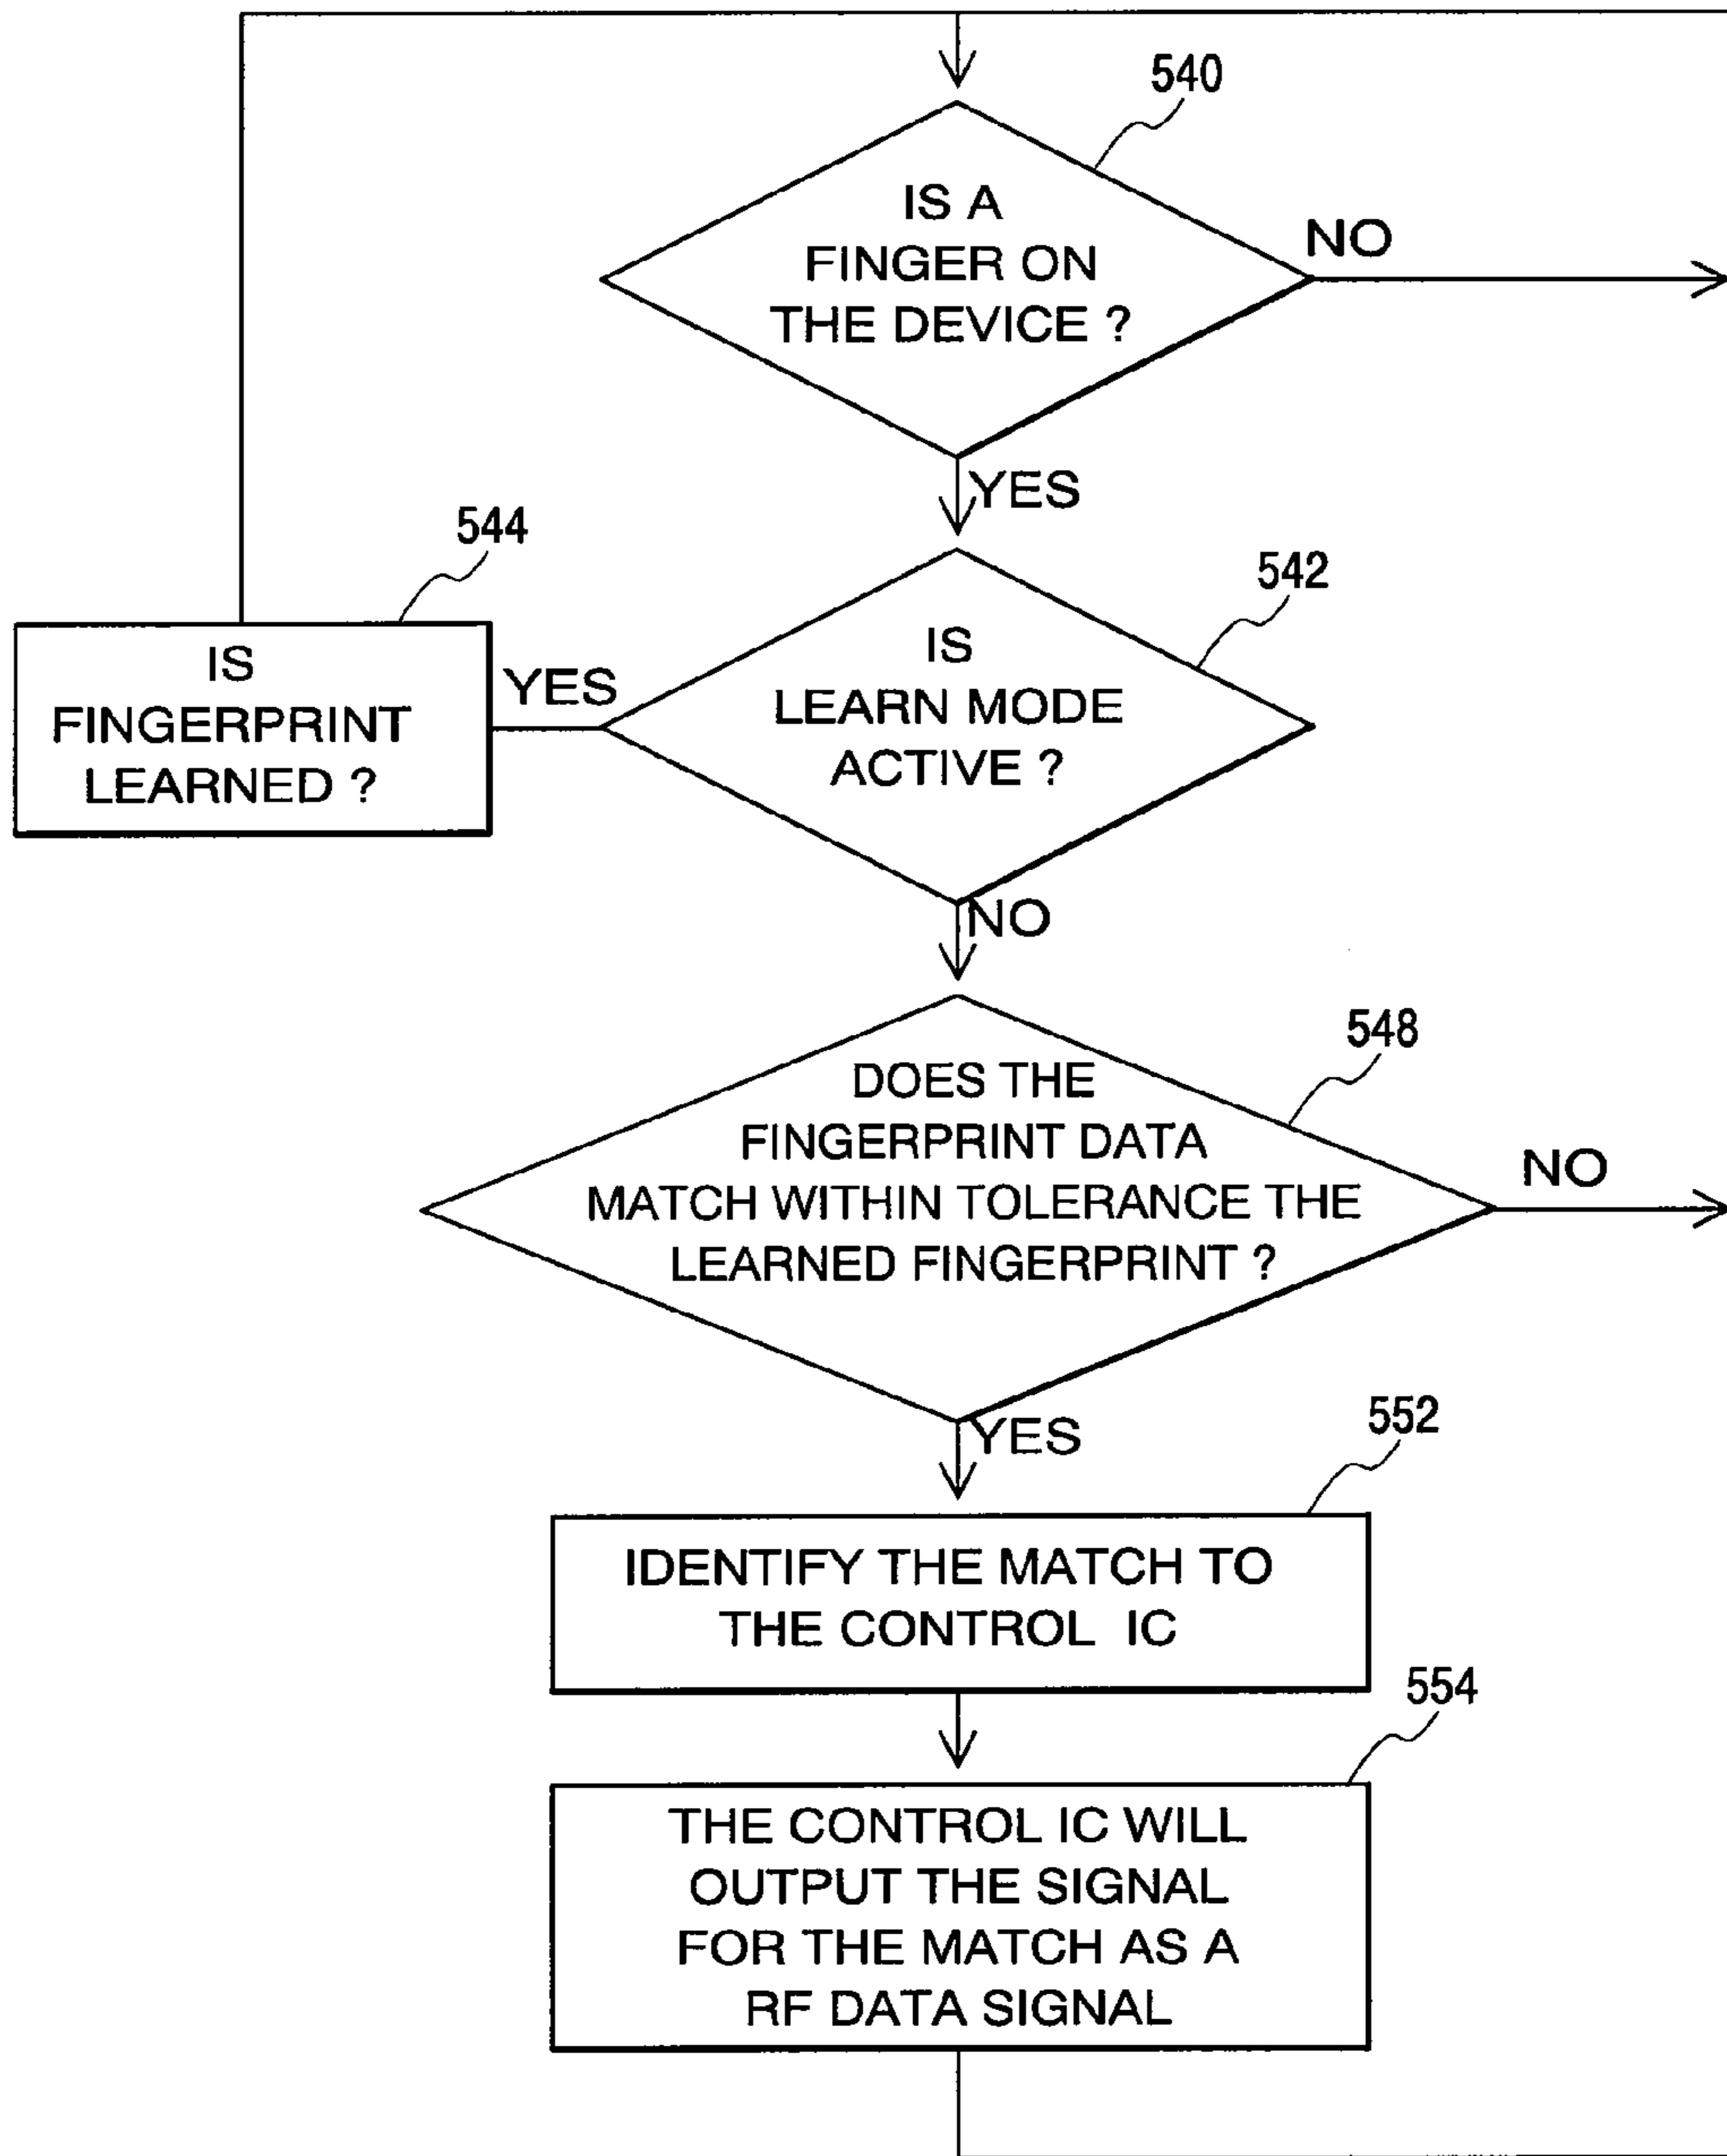 540
IS A
FINGER ON
THE DEVICE ?
NO
YES
544
542
IS
FINGERPRINT
LEARNED ?
YES
IS
LEARN MODE
ACTIVE ?
NO
548
DOES THE
FINGERPRINT DATA
MATCH WITHIN TOLERANCE THE
LEARNED FINGERPRINT ?
NO
YES
552
IDENTIFY THE MATCH TO
THE CONTROL IC
554
THE CONTROL IC WILL
OUTPUT THE SIGNAL
FOR THE MATCH AS A
RF DATA SIGNAL